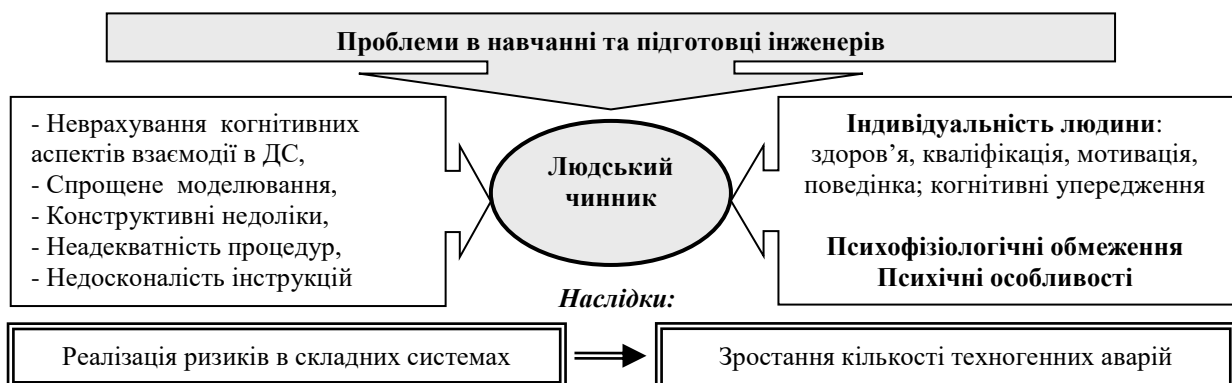 Проблеми в навчанні та підготовці інженерів
- Неврахування когнітивних
аспектів взаємодії в ДС,
- Спрощене моделювання,
- Конструктивні недоліки,
- Неадекватність процедур,
- Недосконалість інструкцій
Людський
чинник
Індивідуальність людини:
здоров’я, кваліфікація, мотивація,
поведінка; когнітивні упередження
Психофізіологічні обмеження
Психічні особливості
Наслідки:
Реалізація ризиків в складних системах
Зростання кількості техногенних аварій